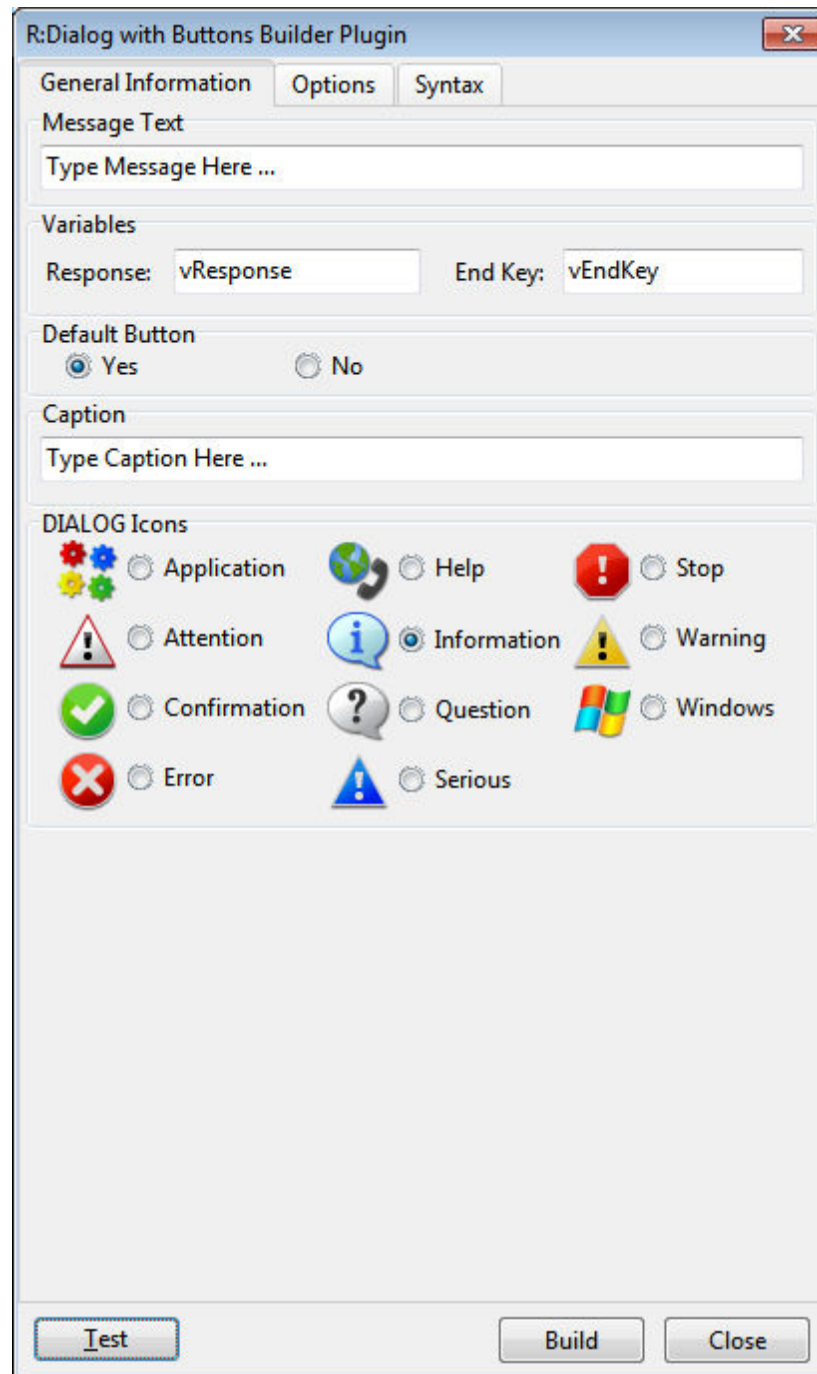 R:Dialog with Buttons Builder Plugin
General Information Options Syntax
Message Text
Type Message Here ...
Variables
Response: vResponse End Key: vEndKey
Default Button
Yes No
Caption
Type Caption Here ...
DIALOG Icons
Application Help Stop
Attention Information Warning
Confirmation Question Windows
Error Serious
Test Build Close